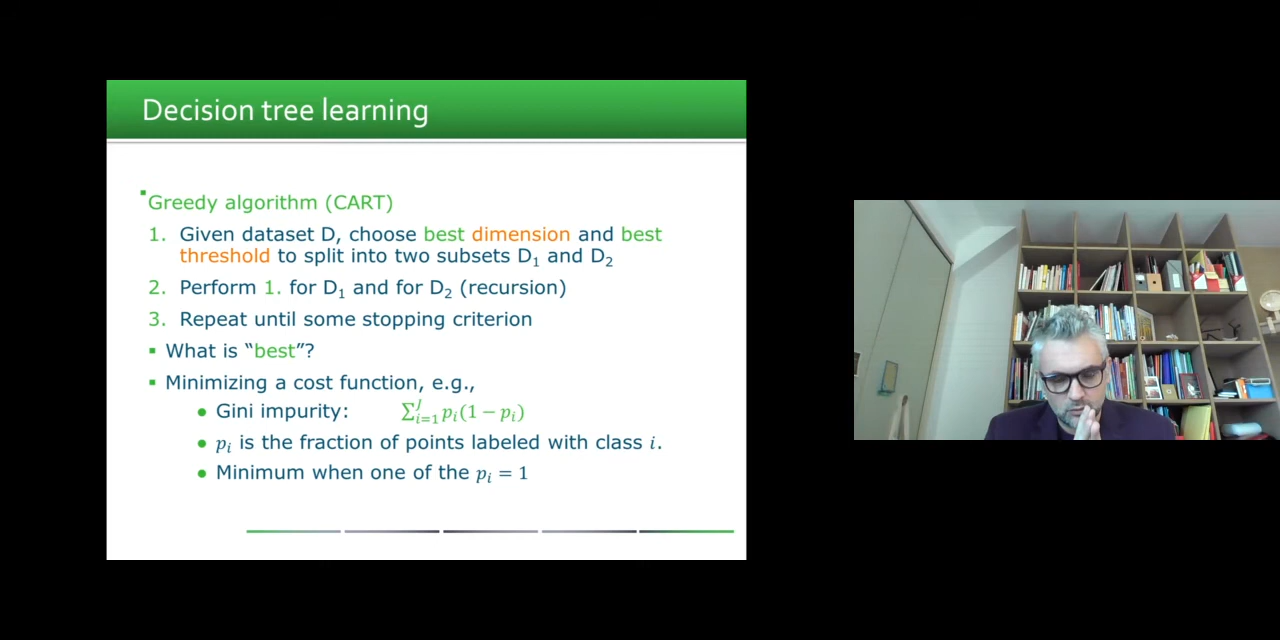 Decision tree learning
Greedy algorithm (CART)
1. Given dataset D, choose best dimension and best
threshold to split into two subsets D₁ and D₂
2. Perform 1. for D₁ and for D₂ (recursion)
3. Repeat until some stopping criterion
▪ What is “best”?
▪ Minimizing a cost function, e.g.,
• Gini impurity: ∑ᴶᵢ₌₁ pᵢ(1 − pᵢ)
• pᵢ is the fraction of points labeled with class i.
• Minimum when one of the pᵢ = 1